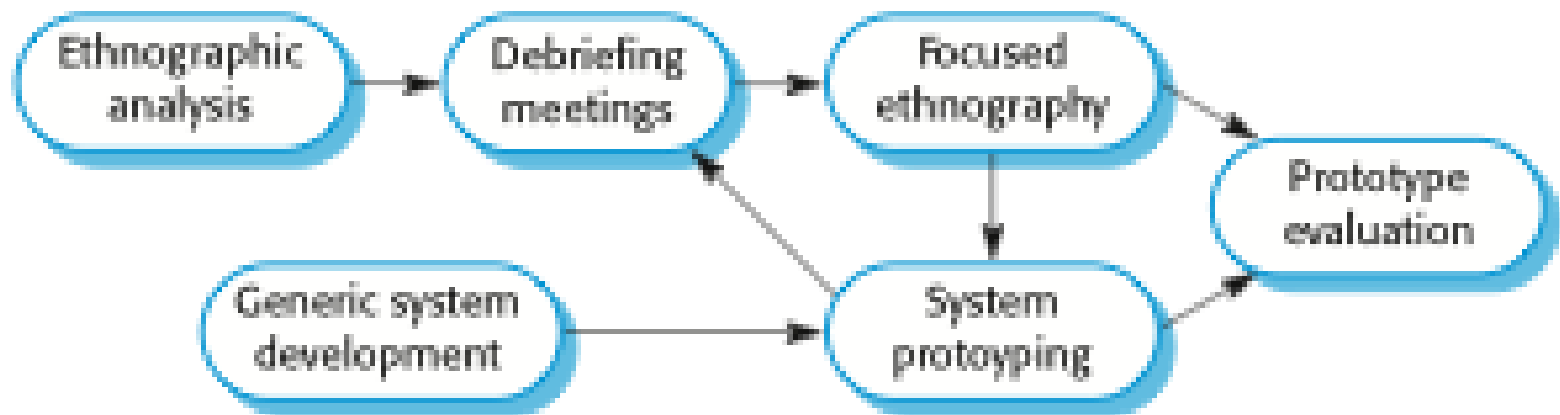 Ethnographic
analysis
Debriefing
meetings
Focused
ethnography
Prototype
evaluation
Generic system
development
System
protoyping